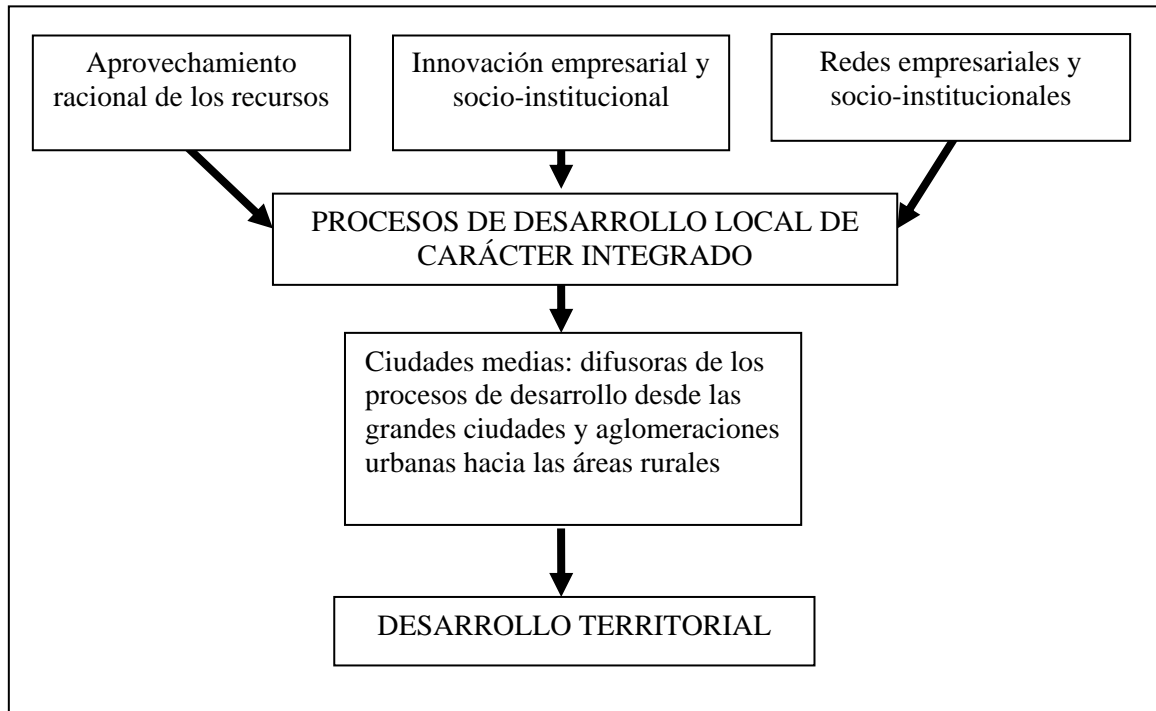 Aprovechamiento
racional de los recursos
Innovación empresarial y
socio-institucional
Redes empresariales y
socio-institucionales
PROCESOS DE DESARROLLO LOCAL DE
CARÁCTER INTEGRADO
Ciudades medias: difusoras de los
procesos de desarrollo desde las
grandes ciudades y aglomeraciones
urbanas hacia las áreas rurales
DESARROLLO TERRITORIAL